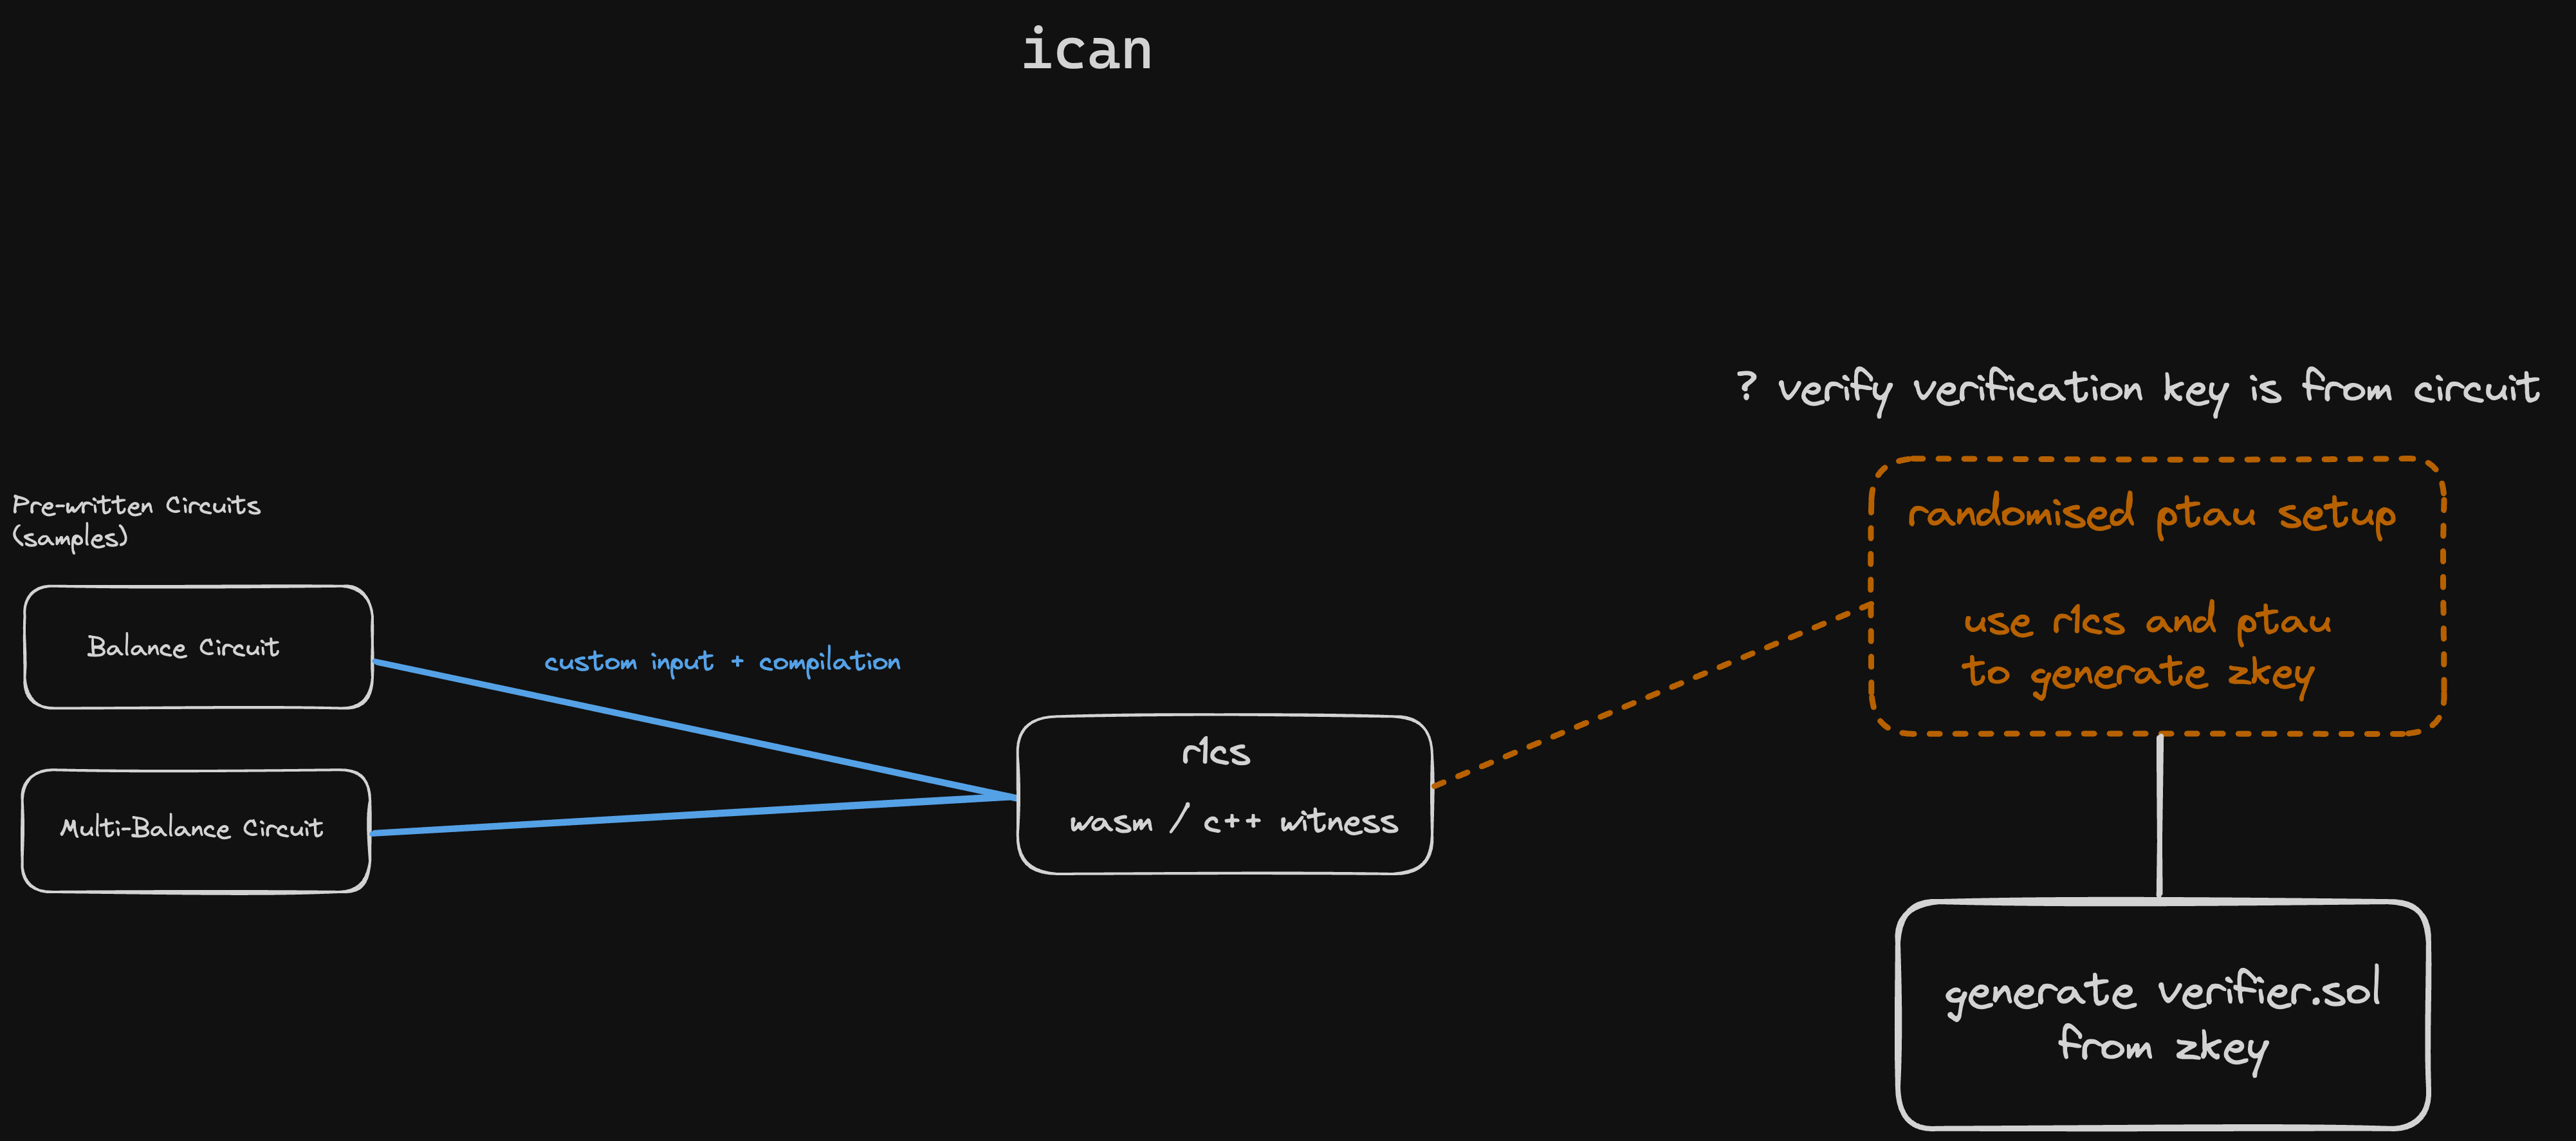 ican
? verify verification key is from circuit
Pre-written Circuits
(samples)
Balance Circuit
Multi-Balance Circuit
custom input + compilation
r1cs
wasm / c++ witness
randomised ptau setup
use r1cs and ptau
to generate zkey
generate verifier.sol
from zkey